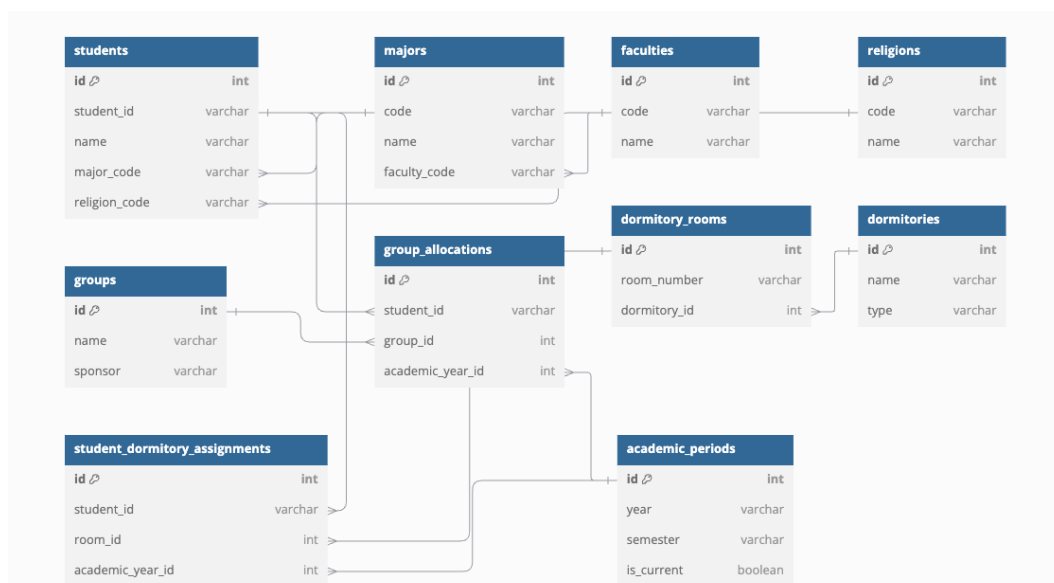 students
id int
student_id varchar
name varchar
major_code varchar
religion_code varchar
majors
id int
code varchar
name varchar
faculty_code varchar
faculties
id int
code varchar
name varchar
religions
id int
code varchar
name varchar
dormitory_rooms
id int
room_number varchar
dormitory_id int
dormitories
id int
name varchar
type varchar
group_allocations
id int
student_id varchar
group_id int
academic_year_id int
groups
id int
name varchar
sponsor varchar
student_dormitory_assignments
id int
student_id varchar
room_id int
academic_year_id int
academic_periods
id int
year varchar
semester varchar
is_current boolean